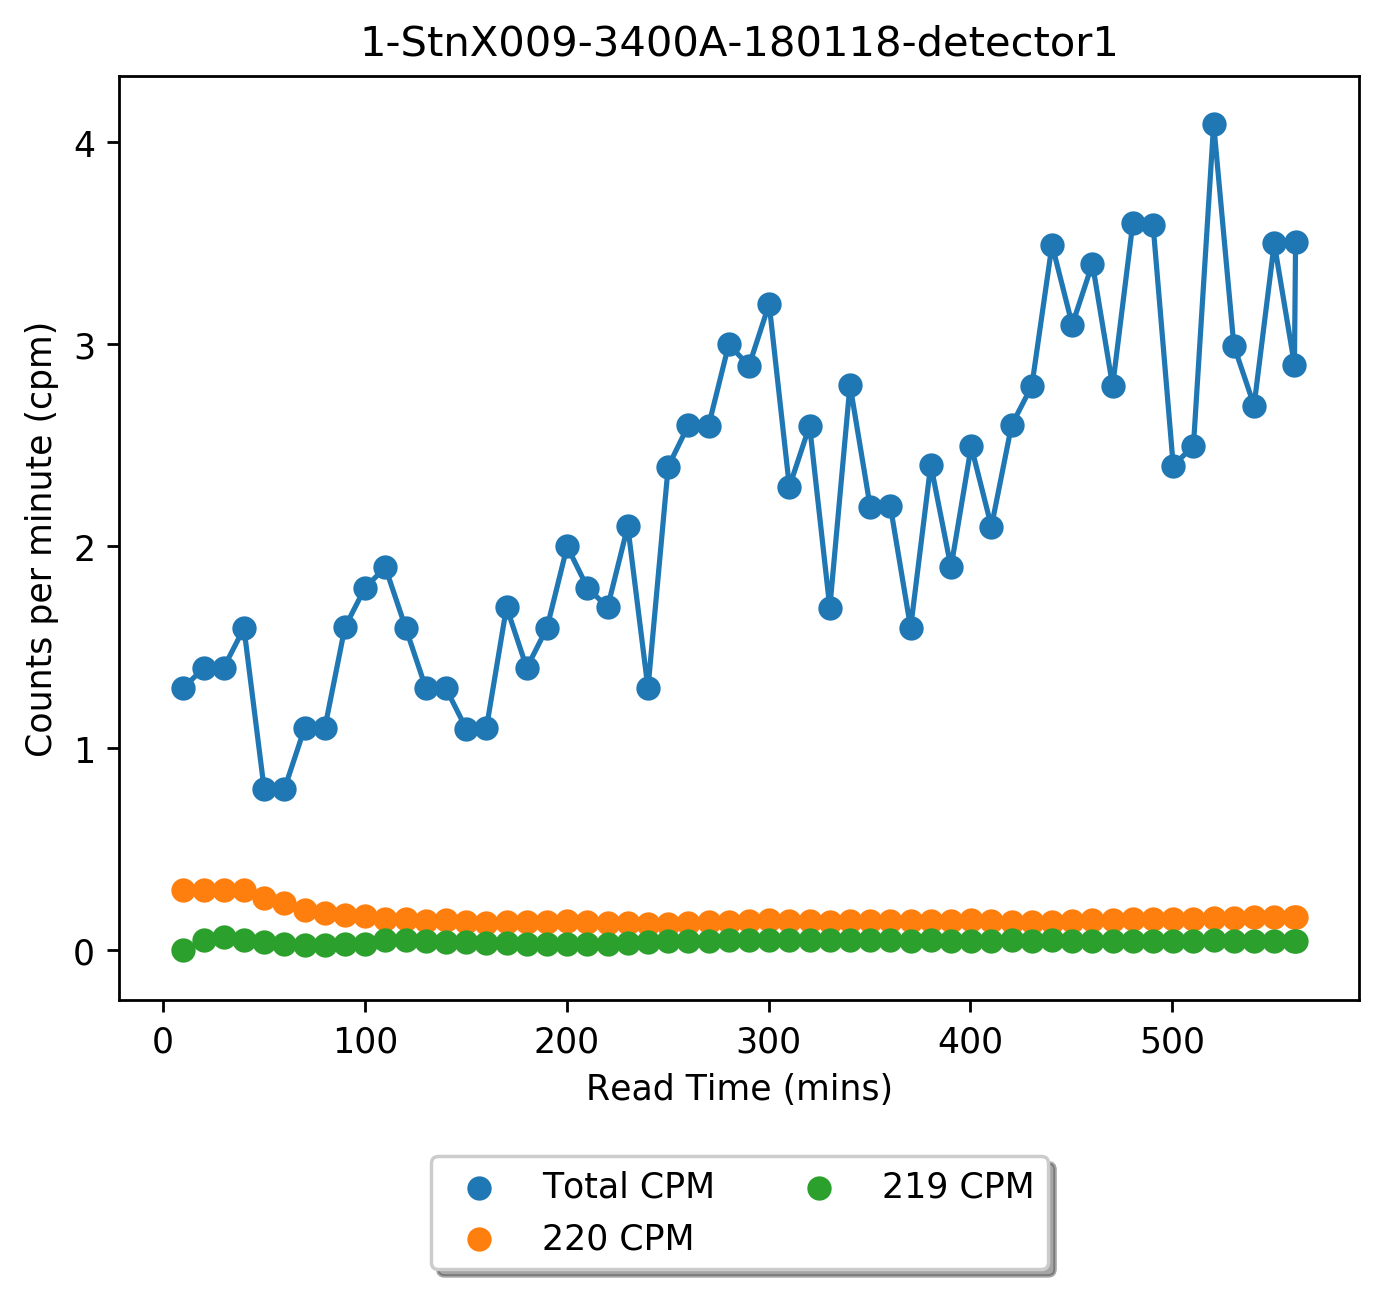 1-StnX009-3400A-180118-detector1
Counts per minute (cpm)
4
3
2
1
0
0 100 200 300 400 500
Read Time (mins)
Total CPM 219 CPM
220 CPM